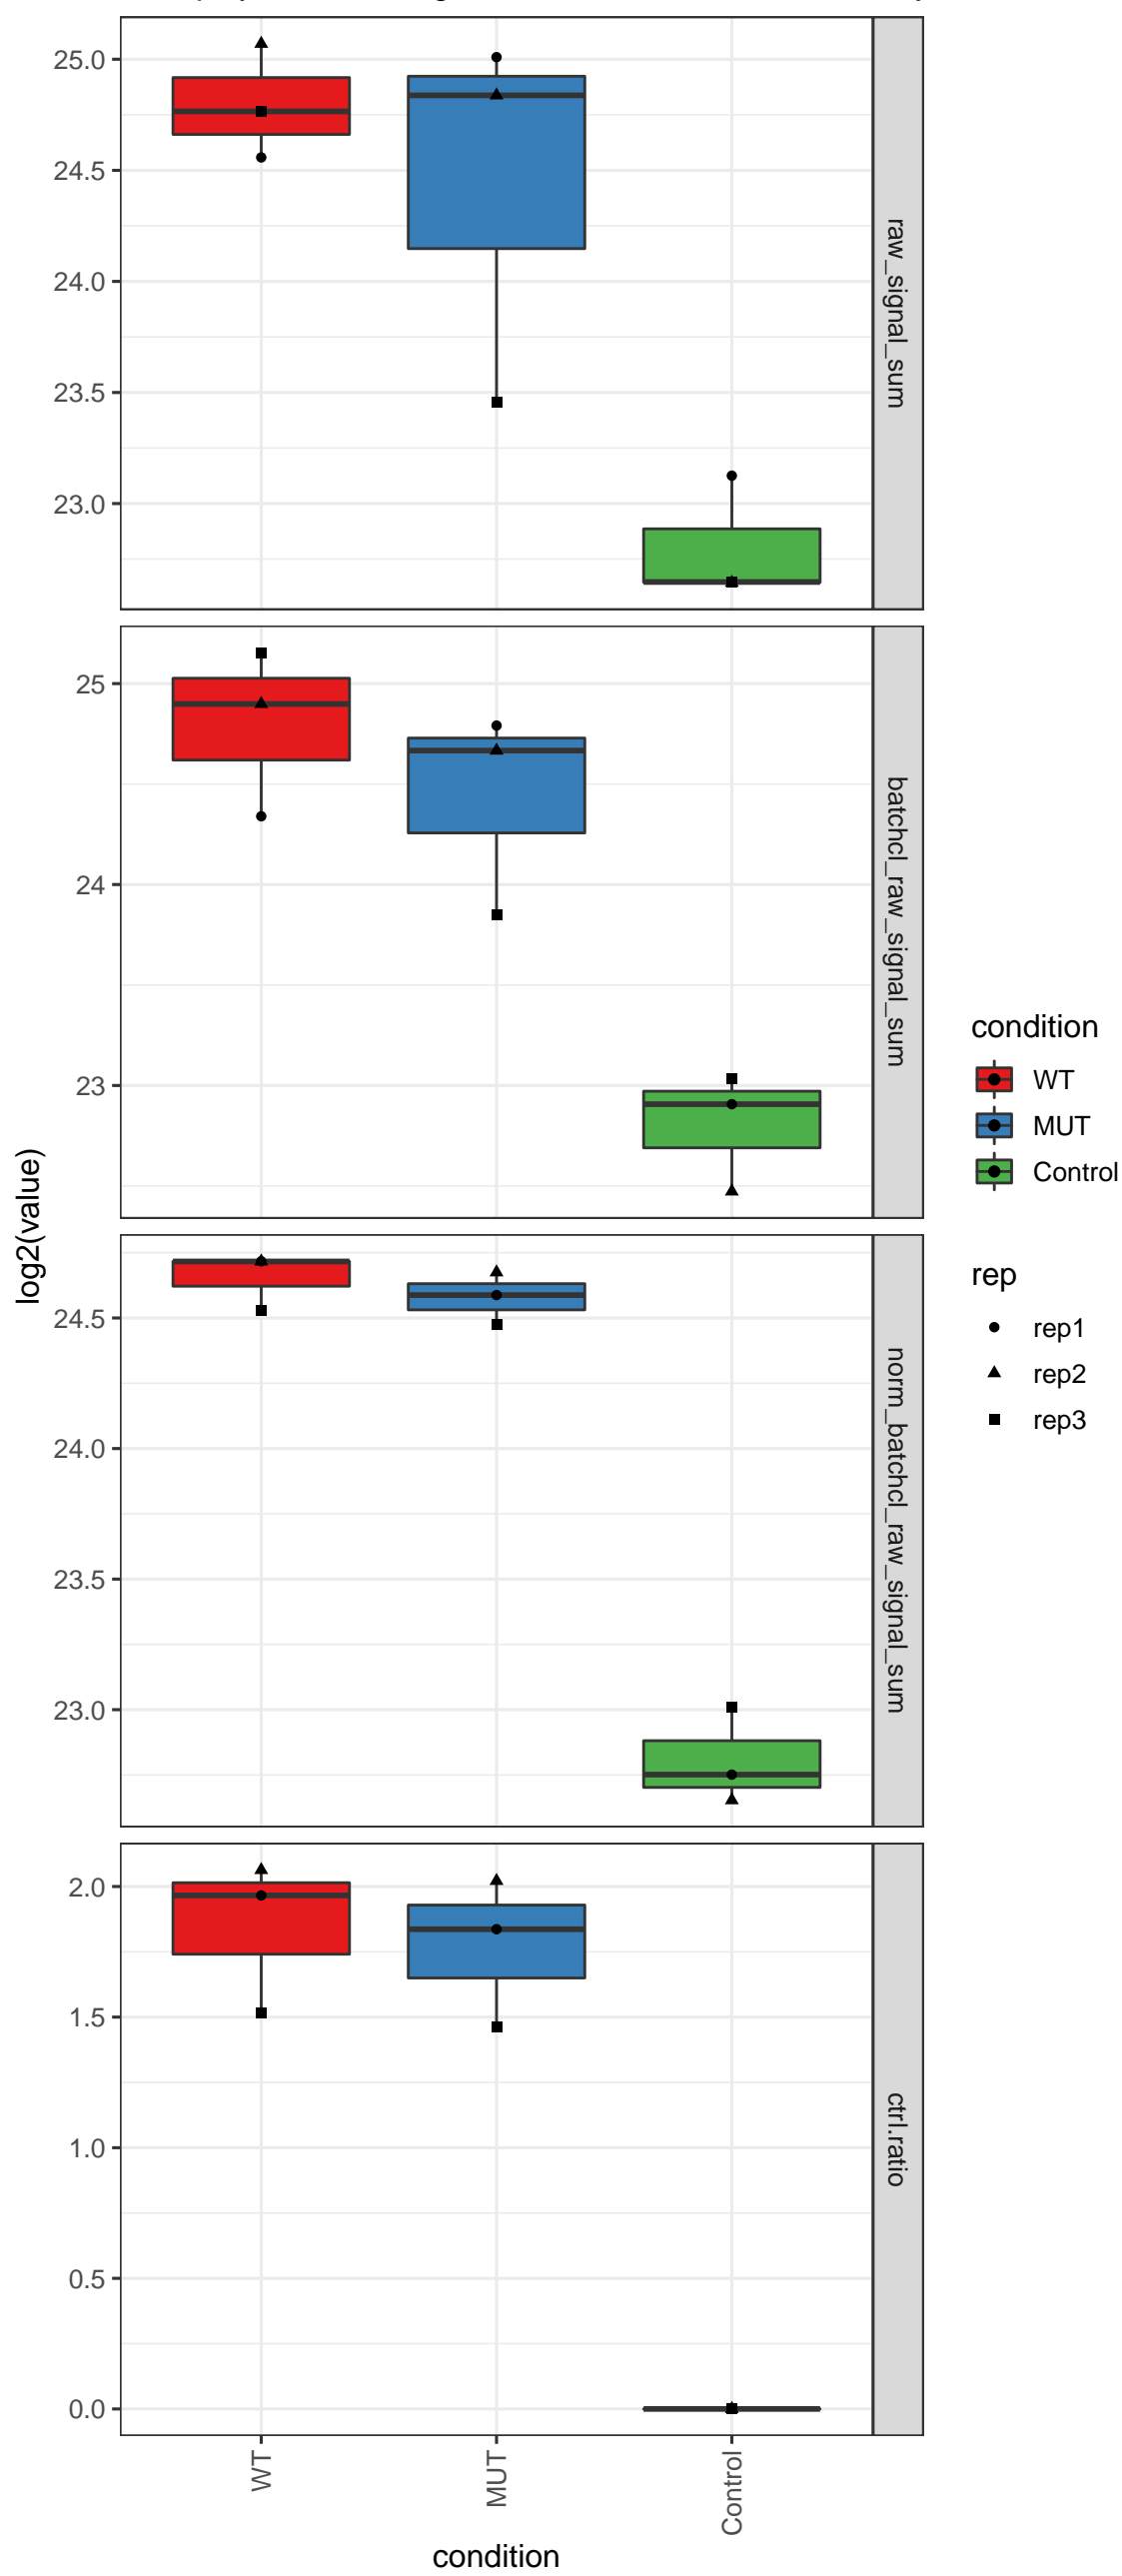 25.0
24.5
24.0
23.5
23.0
raw_signal_sum
25
24
23
batchcl_raw_signal_sum
24.5
24.0
23.5
23.0
norm_batchcl_raw_signal_sum
2.0
1.5
1.0
0.5
0.0
ctrl.ratio
log2(value)
WT
MUT
Control
condition
condition
WT
MUT
Control
rep
rep1
rep2
rep3